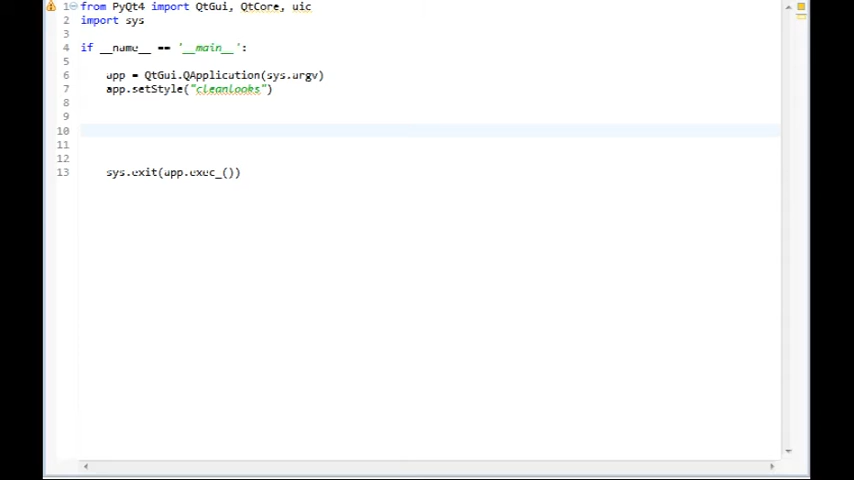 1 from PyQt4 import QtGui, QtCore, uic
2 import sys
3
4 if __name__ == '__main__':
5
6     app = QtGui.QApplication(sys.argv)
7     app.setStyle("cleanlooks")
8
9
10
11
12
13     sys.exit(app.exec_())